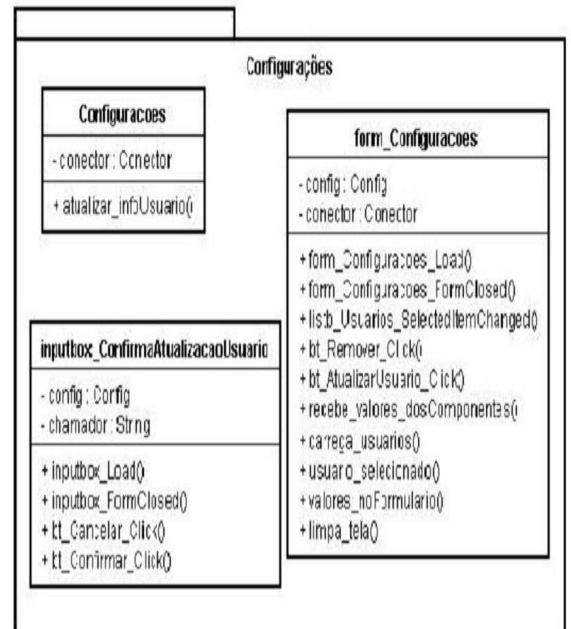 Configurações
Configuracoes
- conector : Conector
+ atualizar_infoUsuario()
form_Configuracoes
- config : Config
- conector : Conector
+ form_Configuracoes_Load()
+ form_Configuracoes_FormClosed()
+ listb_Usuarios_SelectedItemChanged()
+ bt_Remover_Click()
+ bt_AtualizarUsuario_Click()
+ recebe_valores_dosComponentes()
+ carrega_usuarios()
+ usuario_selecionado()
+ valores_noFormulario()
+ limpa_tela()
inputbox_ConfirmaAtualizacaoUsuario
- config : Config
- chamador : String
+ inputbox_Load()
+ inputbox_FormClosed()
+ bt_Cancelar_Click()
+ bt_Confirmar_Click()